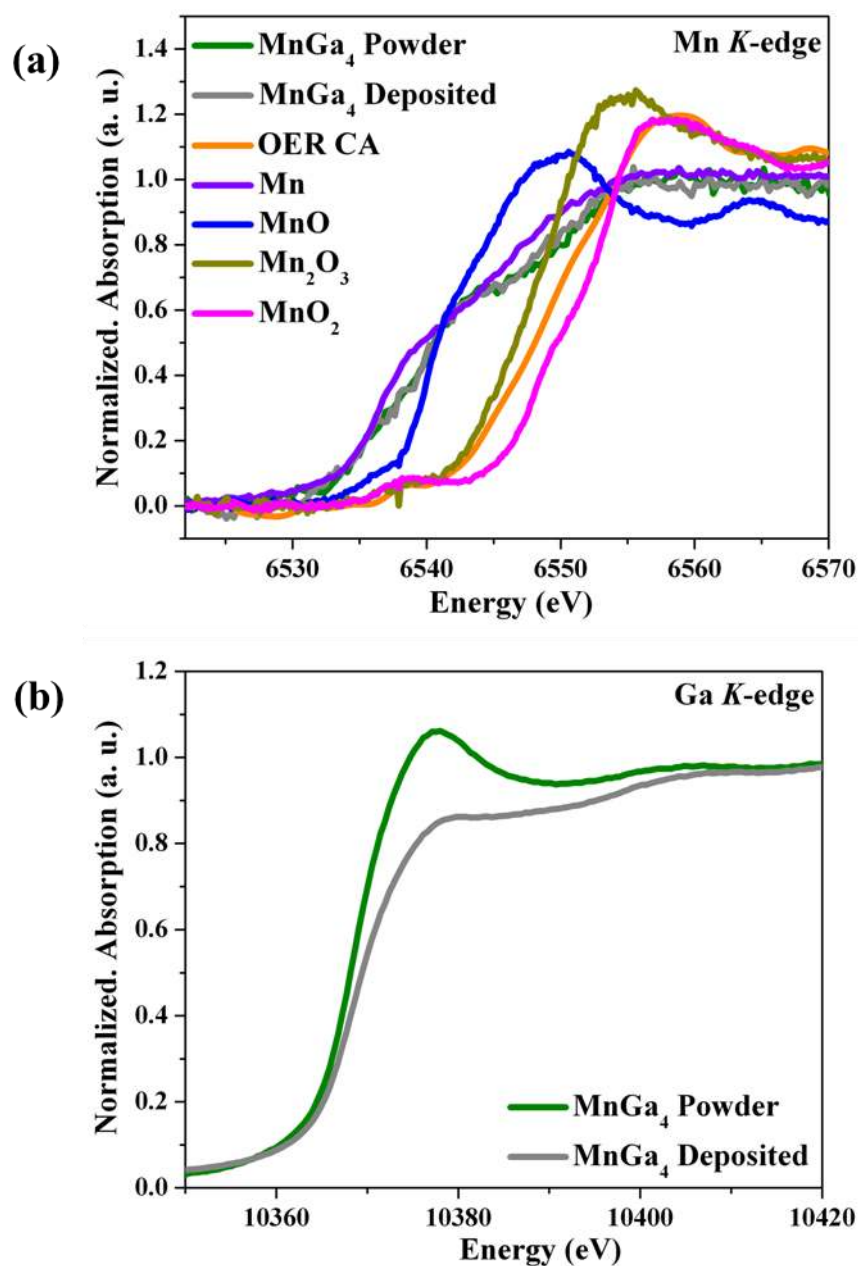 (a)
Mn K-edge
MnGa₄ Powder
MnGa₄ Deposited
OER CA
Mn
MnO
Mn₂O₃
MnO₂
Normalized. Absorption (a. u.)
1.4
1.2
1.0
0.8
0.6
0.4
0.2
0.0
6530 6540 6550 6560 6570
Energy (eV)
(b)
Ga K-edge
Normalized. Absorption (a. u.)
1.2
1.0
0.8
0.6
0.4
0.2
0.0
MnGa₄ Powder
MnGa₄ Deposited
10360 10380 10400 10420
Energy (eV)